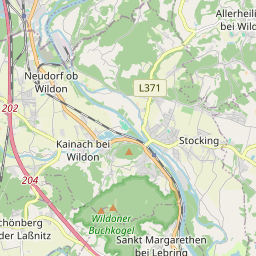 Allerheili
bei Wildon
Neudorf ob
Wildon
L371
202
Kainach bei
Wildon
Stocking
204
Wildoner
Buchkogel
chönberg
der Laßnitz
Sankt Margarethen
bei Lebring